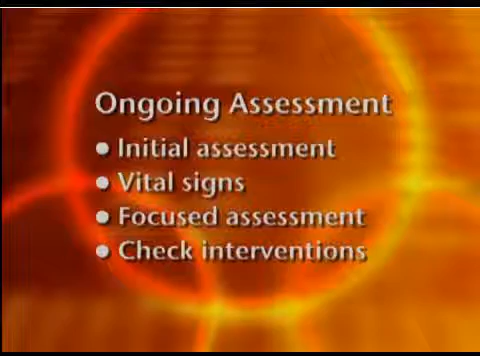 Ongoing Assessment
● Initial assessment
● Vital signs
● Focused assessment
● Check interventions